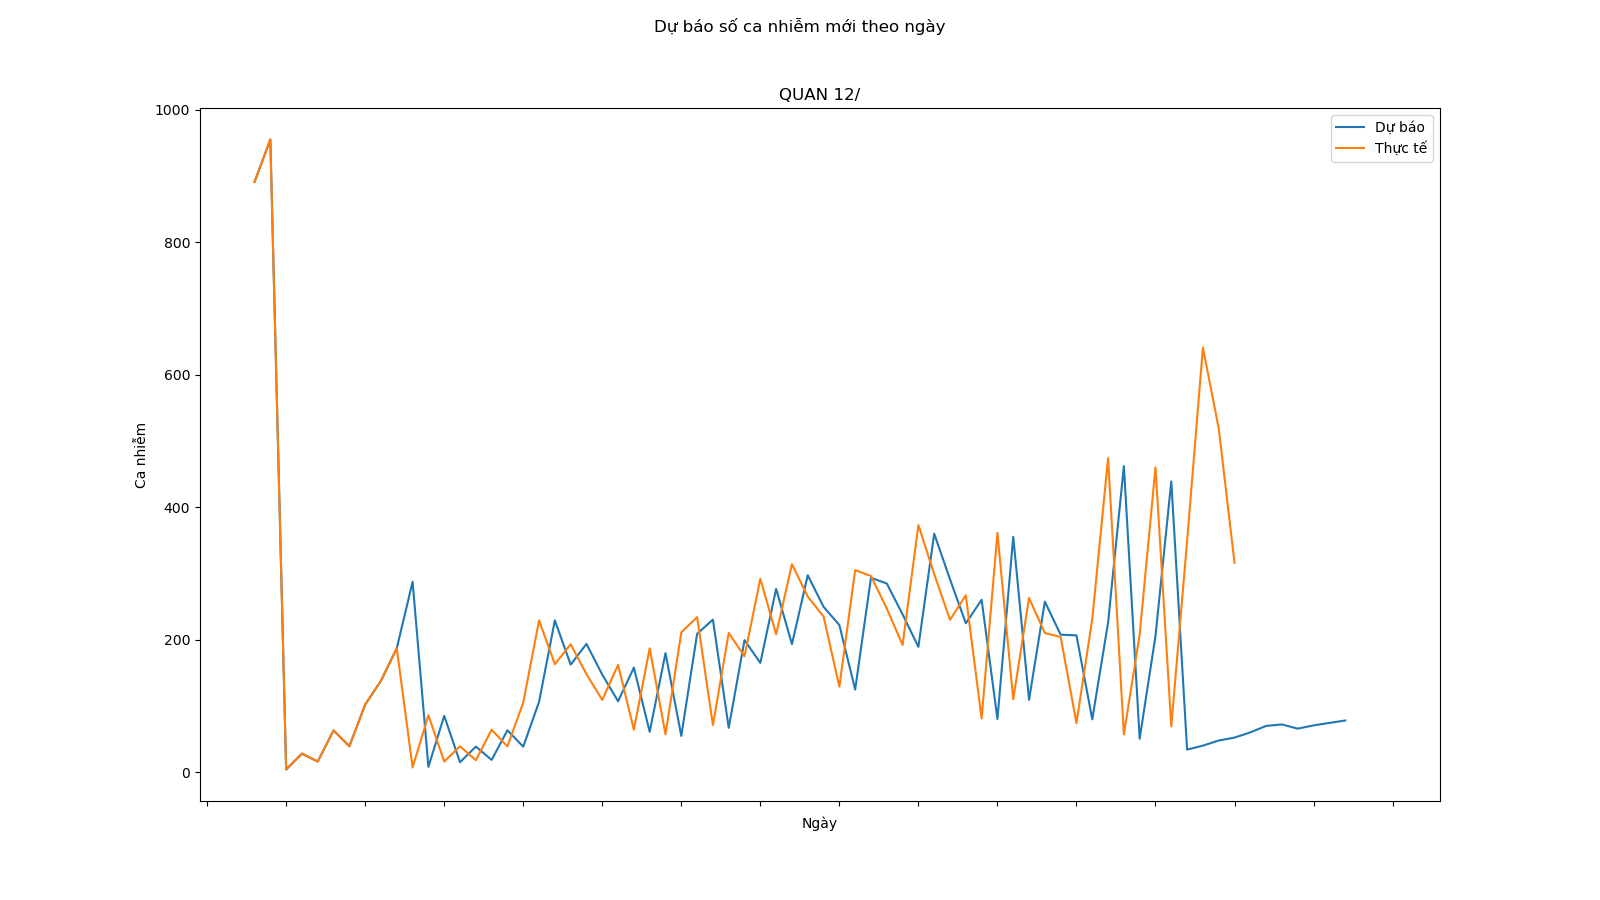 Dự báo số ca nhiễm mới theo ngày
QUAN 12/
1000
800
600
400
200
0
Ca nhiễm
Dự báo
Thực tế
Ngày